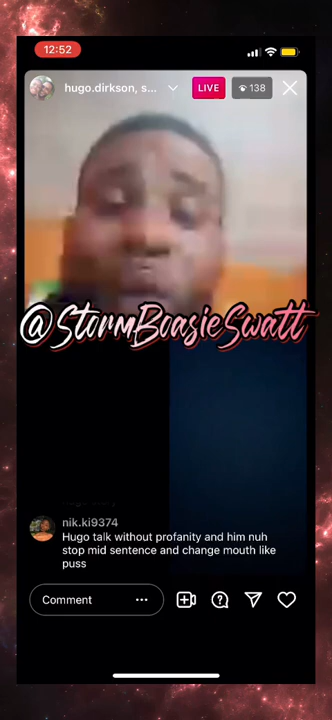 12:52
hugo.dirkson, s...
LIVE
138
@StormBoasieSwatt
nik.ki9374
Hugo talk without profanity and him nuh
stop mid sentence and change mouth like
puss
Comment